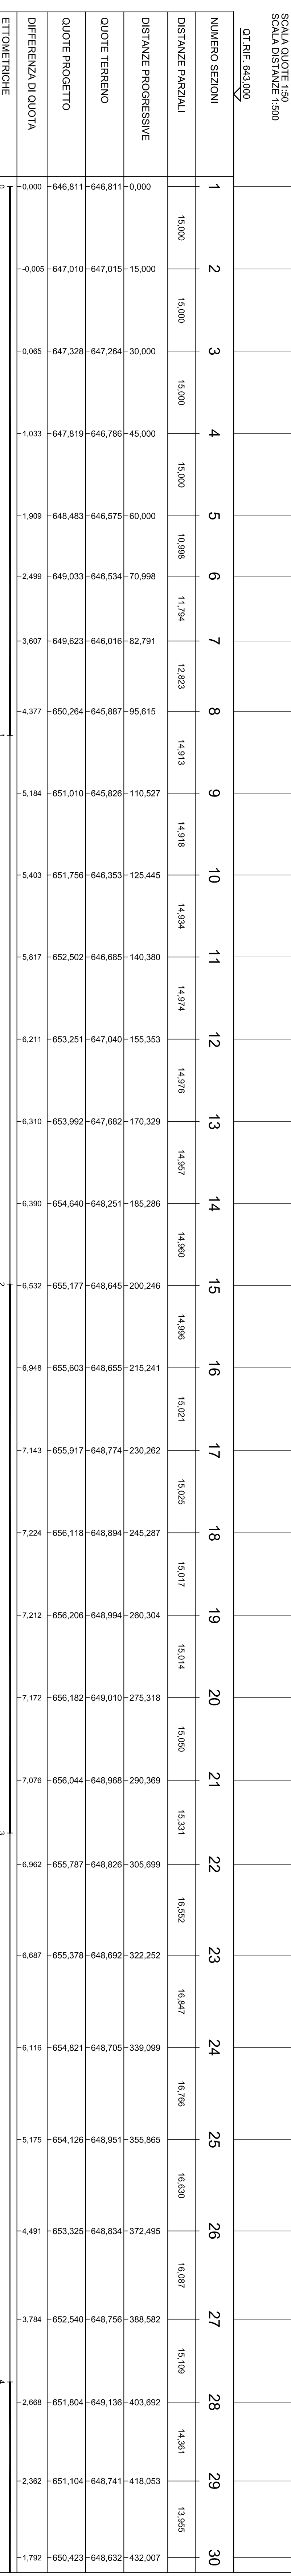 SCALA QUOTE 1:50
SCALA DISTANZE 1:500
QT.RIF. 643,000
NUMERO SEZIONI 1 2 3 4 5 6 7 8 9 10 11 12 13 14 15 16 17 18 19 20 21 22 23 24 25 26 27 28 29 30
DISTANZE PARZIALI 15,000 15,000 15,000 15,000 10,998 11,794 12,823 14,913 14,918 14,934 14,974 14,976 14,957 14,960 14,996 15,021 15,025 15,017 15,014 15,050 15,331 16,552 16,847 16,766 16,630 16,087 15,109 14,361 13,955
DISTANZE PROGRESSIVE 0,000 15,000 30,000 45,000 60,000 70,998 82,791 95,615 110,527 125,445 140,380 155,353 170,329 185,286 200,246 215,241 230,262 245,287 260,304 275,318 290,369 305,699 322,252 339,099 355,865 372,495 388,582 403,692 418,053 432,007
QUOTE TERRENO 646,811 647,015 647,264 646,786 646,575 646,534 646,016 645,887 645,826 646,353 646,685 647,040 647,682 648,251 648,645 648,655 648,774 648,894 648,994 649,010 648,968 648,826 648,692 648,705 648,951 648,834 648,756 649,136 648,741 648,632
QUOTE PROGETTO 646,811 647,010 647,328 647,819 648,483 649,033 649,623 650,264 651,010 651,756 652,502 653,251 653,992 654,640 655,177 655,603 655,917 656,118 656,206 656,182 656,044 655,787 655,378 654,821 654,126 653,325 652,540 651,804 651,104 650,423
DIFFERENZA DI QUOTA 0,000 -0,005 0,065 1,033 1,909 2,499 3,607 4,377 5,184 5,403 5,817 6,211 6,310 6,390 6,532 6,948 7,143 7,224 7,212 7,172 7,076 6,962 6,687 6,116 5,175 4,491 3,784 2,668 2,362 1,792
ETTOMETRICHE 0 1 2 3 4